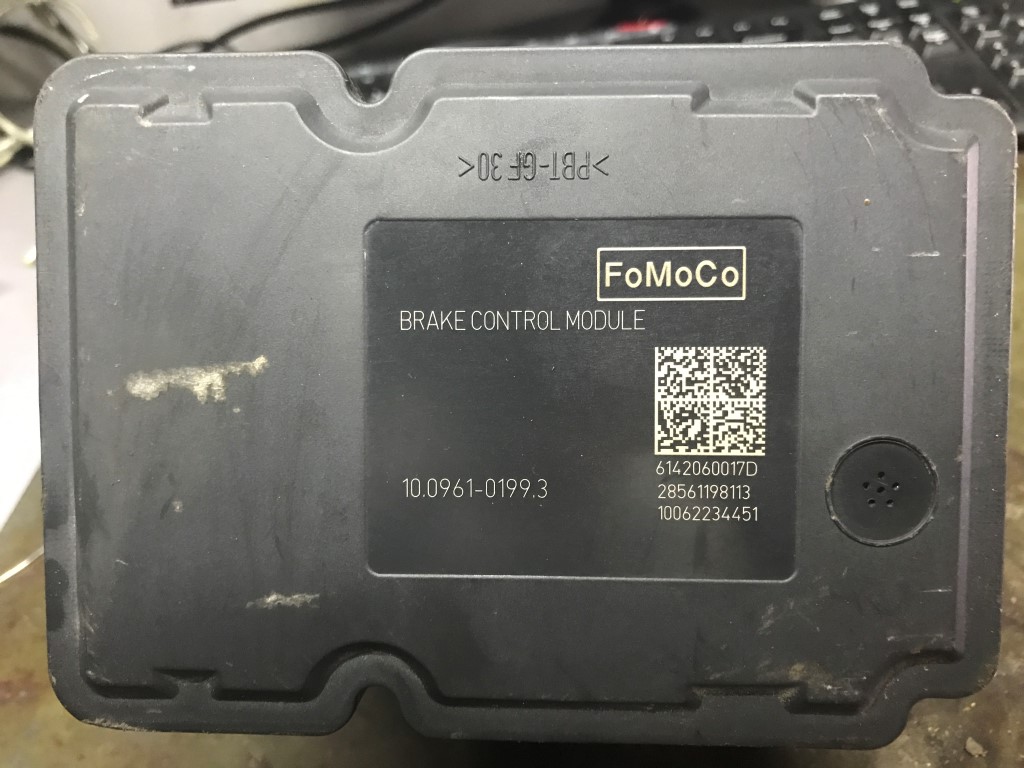 >PBT-GF30<
FoMoCo
BRAKE CONTROL MODULE
10.0961-0199.3
6142060017D
28561198113
10062234451